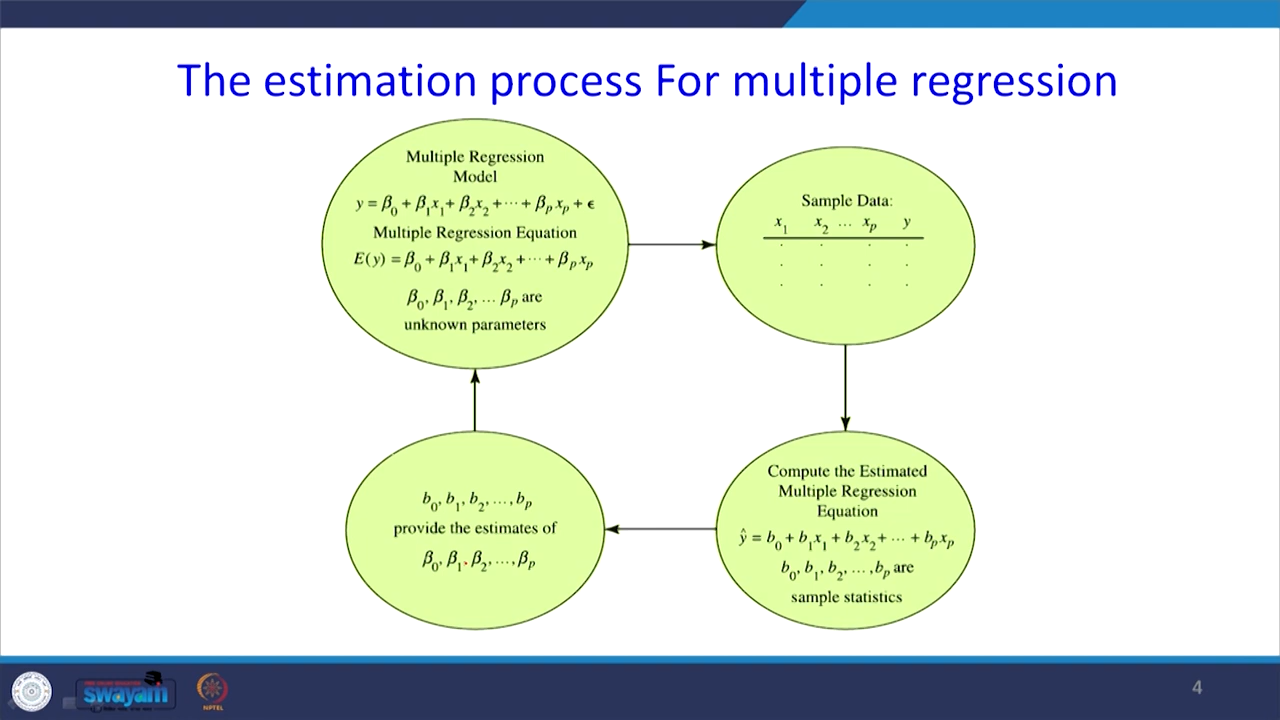 The estimation process For multiple regression
Multiple Regression
Model
y = β₀ + β₁x₁ + β₂x₂ + ··· + βₚxₚ + ϵ
Multiple Regression Equation
E(y) = β₀ + β₁x₁ + β₂x₂ + ··· + βₚxₚ
β₀, β₁, β₂, ... βₚ are
unknown parameters
Sample Data:
x₁ x₂ ... xₚ y
Compute the Estimated
Multiple Regression
Equation
ŷ = b₀ + b₁x₁ + b₂x₂ + ··· + bₚxₚ
b₀, b₁, b₂, ..., bₚ are
sample statistics
b₀, b₁, b₂, ..., bₚ
provide the estimates of
β₀, β₁, β₂, ..., βₚ
swayam
NPTEL
4